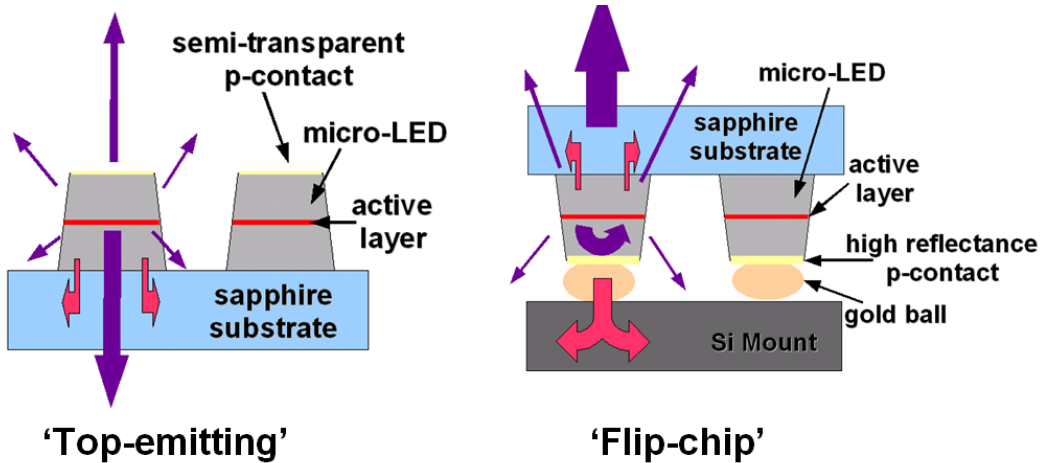 semi-transparent
p-contact
micro-LED
active
layer
sapphire
substrate
'Top-emitting'
micro-LED
sapphire
substrate
active
layer
high reflectance
p-contact
gold ball
Si Mount
'Flip-chip'